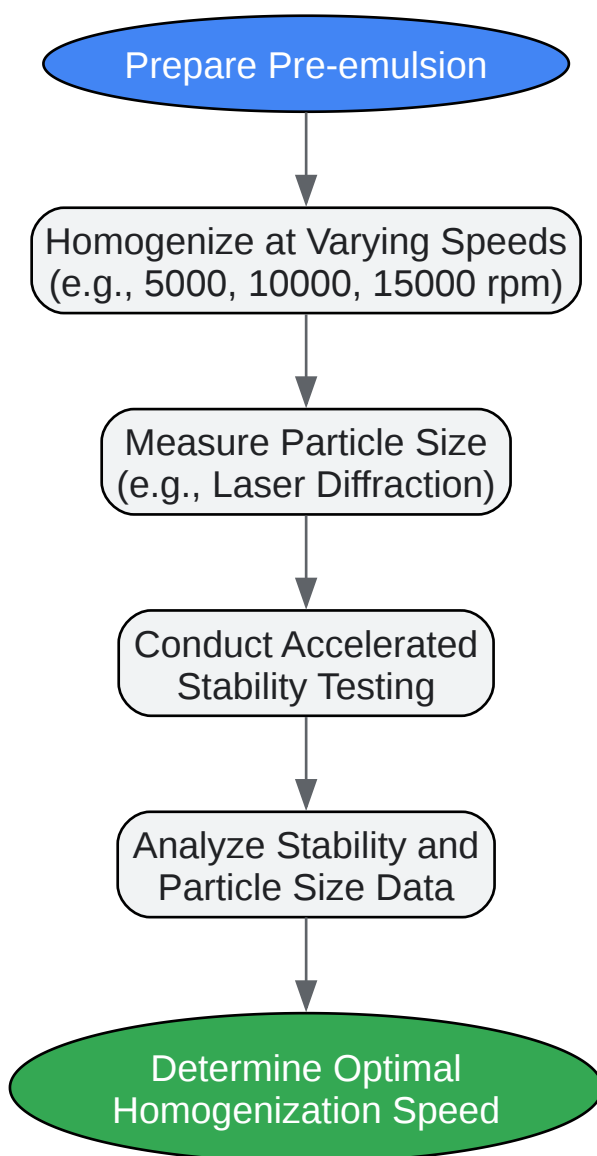 Prepare Pre-emulsion
Homogenize at Varying Speeds
(e.g., 5000, 10000, 15000 rpm)
Measure Particle Size
(e.g., Laser Diffraction)
Conduct Accelerated
Stability Testing
Analyze Stability and
Particle Size Data
Determine Optimal
Homogenization Speed